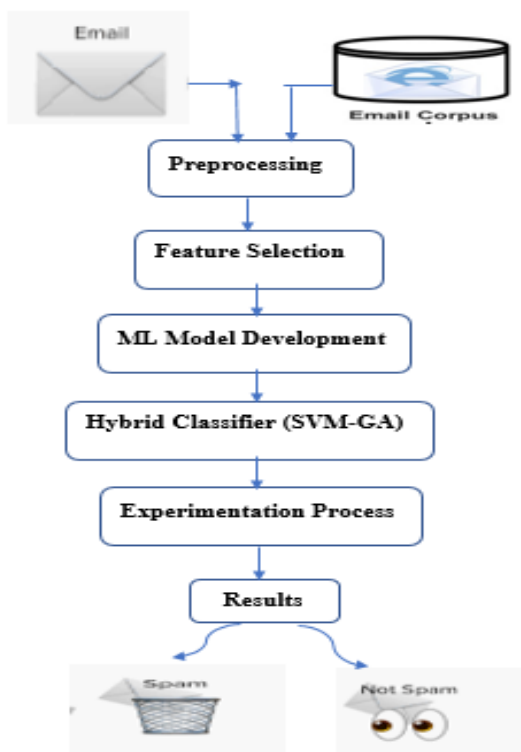 Email
Email Corpus
Preprocessing
Feature Selection
ML Model Development
Hybrid Classifier (SVM-GA)
Experimentation Process
Results
Spam
Not Spam